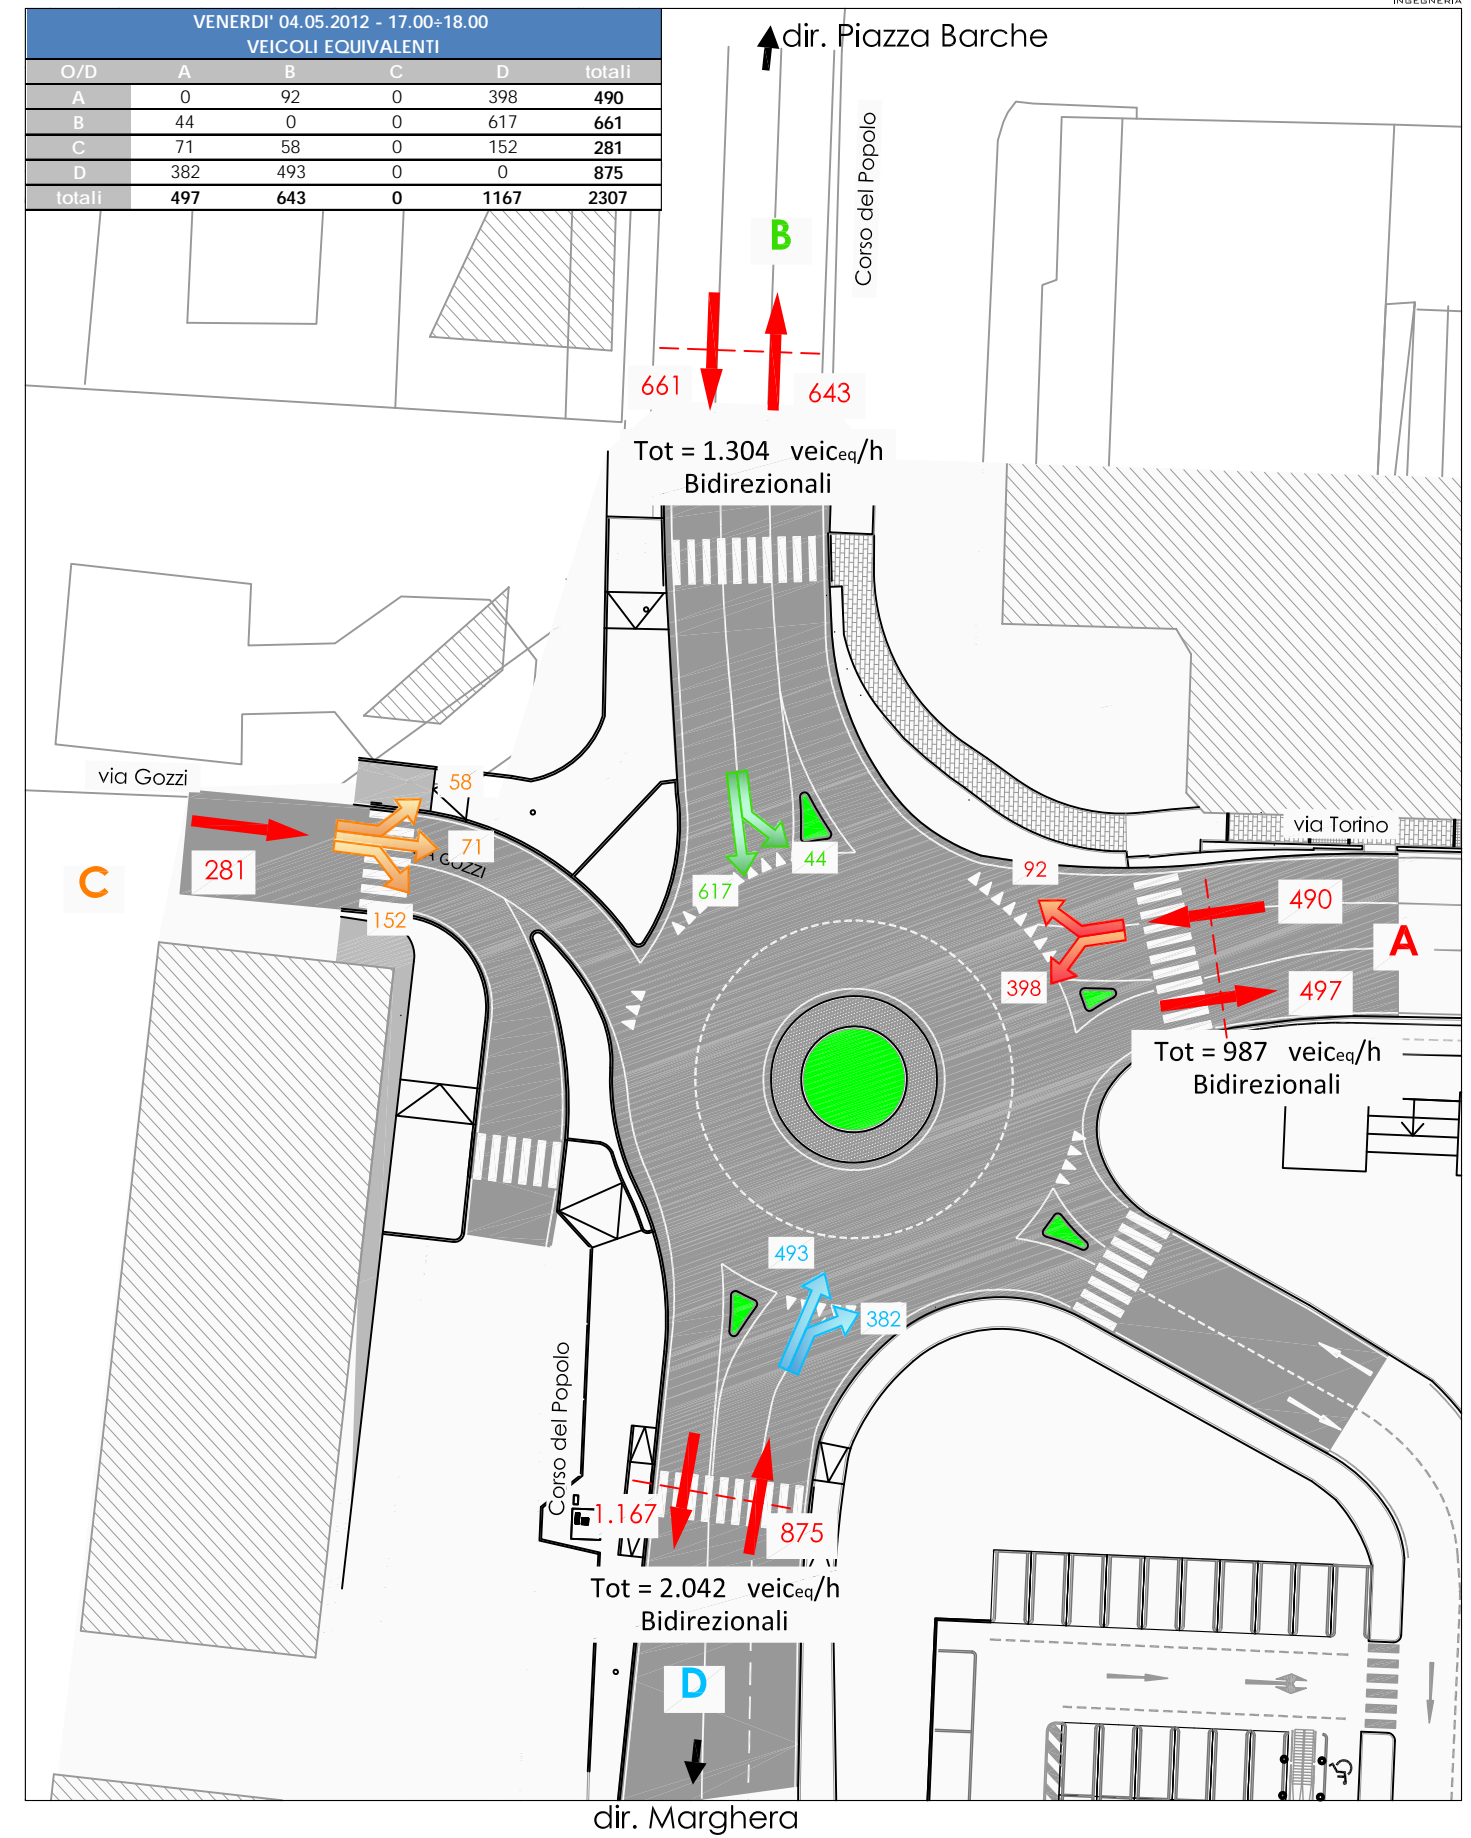 INGEGNERIA
VENERDI' 04.05.2012 - 17.00÷18.00
VEICOLI EQUIVALENTI
O/D A B C D totali
A 0 92 0 398 490
B 44 0 0 617 661
C 71 58 0 152 281
D 382 493 0 0 875
totali 497 643 0 1167 2307
dir. Piazza Barche
Corso del Popolo
B
661
643
Tot = 1.304 veiceq/h
Bidirezionali
via Gozzi
58
71
GOZZI
281
C
152
44
617
via Torino
92
490
A
398
497
Tot = 987 veiceq/h
Bidirezionali
493
382
Corso del Popolo
1.167
875
Tot = 2.042 veiceq/h
Bidirezionali
D
dir. Marghera